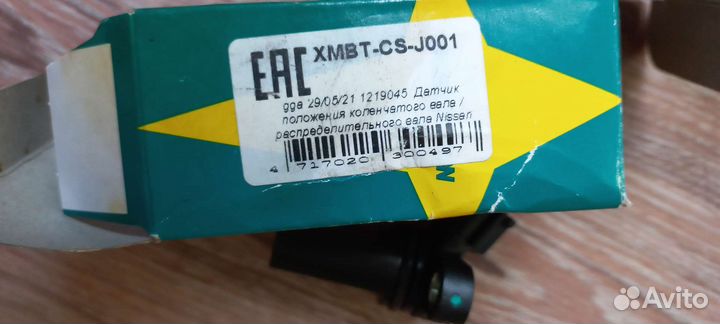 EAC XMBT-CS-J001
gga 29/05/21 1219045 Датчик
положения коленчатого вала /
распределительного вала Nissan
4 717020 300497
N
Avito